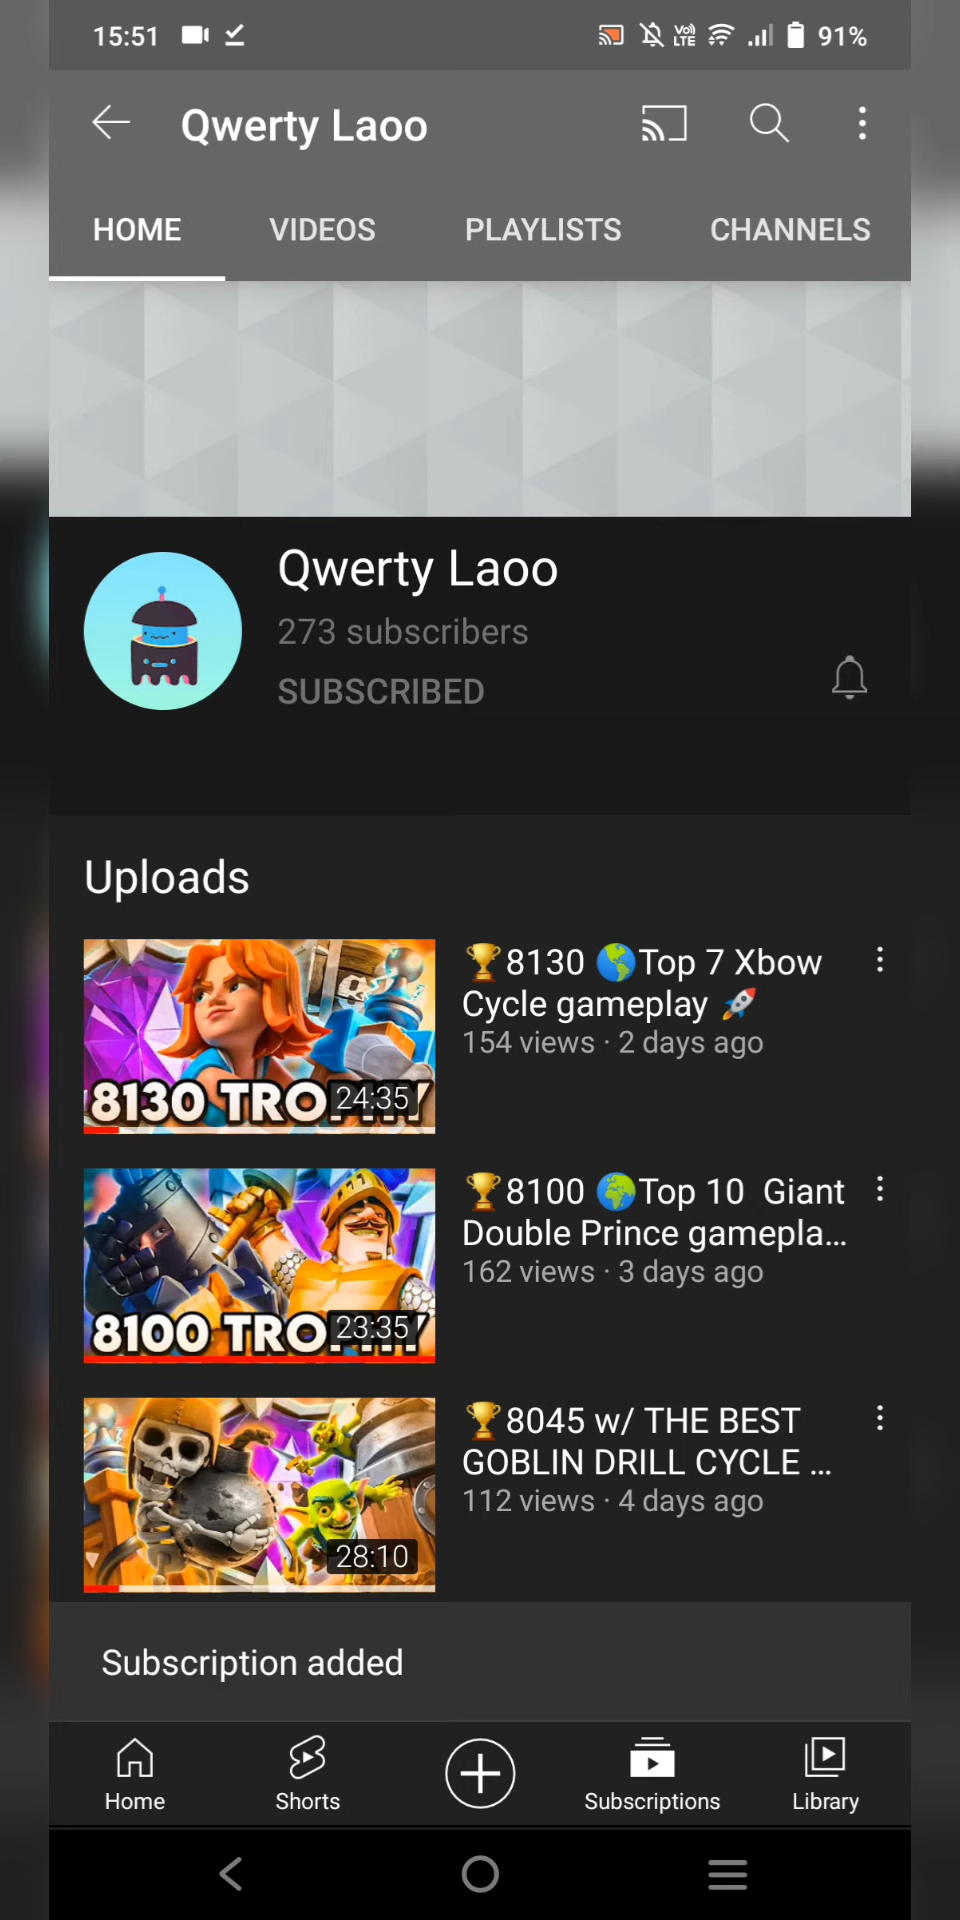 15:51
VoI) LTE
91%
Qwerty Laoo
HOME VIDEOS PLAYLISTS CHANNELS
Qwerty Laoo
273 subscribers
SUBSCRIBED
Uploads
8130 TRO
24:35
🏆8130 🌎Top 7 Xbow
Cycle gameplay 🚀
154 views · 2 days ago
8100 TRO
23:35
🏆8100 🌍Top 10 Giant
Double Prince gamepla...
162 views · 3 days ago
28:10
🏆8045 w/ THE BEST
GOBLIN DRILL CYCLE ...
112 views · 4 days ago
Subscription added
Home Shorts Subscriptions Library